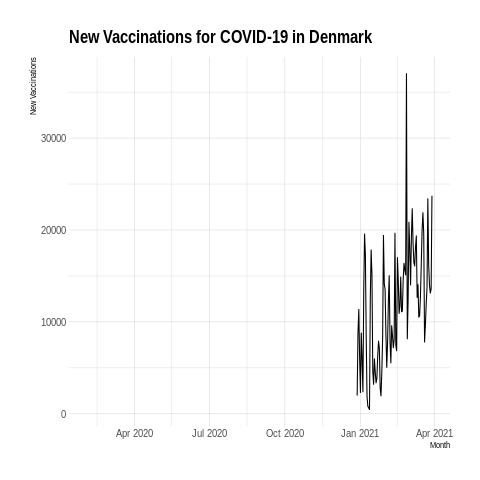 New Vaccinations for COVID-19 in Denmark
New Vaccinations
30000
20000
10000
0
Apr 2020 Jul 2020 Oct 2020 Jan 2021 Apr 2021
Month